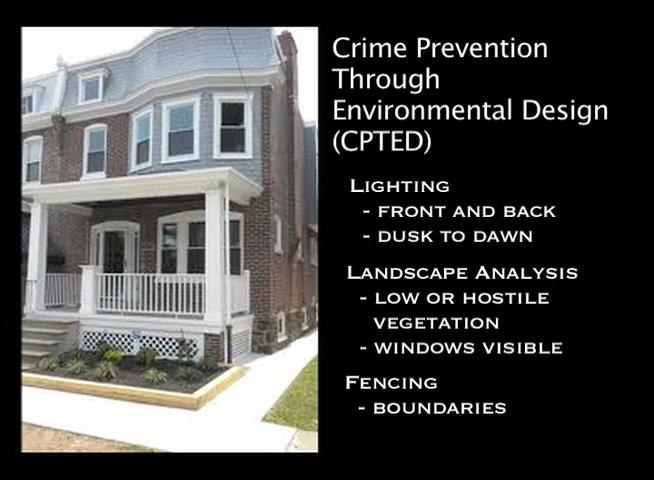 Crime Prevention
Through
Environmental Design
(CPTED)
LIGHTING
- FRONT AND BACK
- DUSK TO DAWN
LANDSCAPE ANALYSIS
- LOW OR HOSTILE
VEGETATION
- WINDOWS VISIBLE
FENCING
- BOUNDARIES